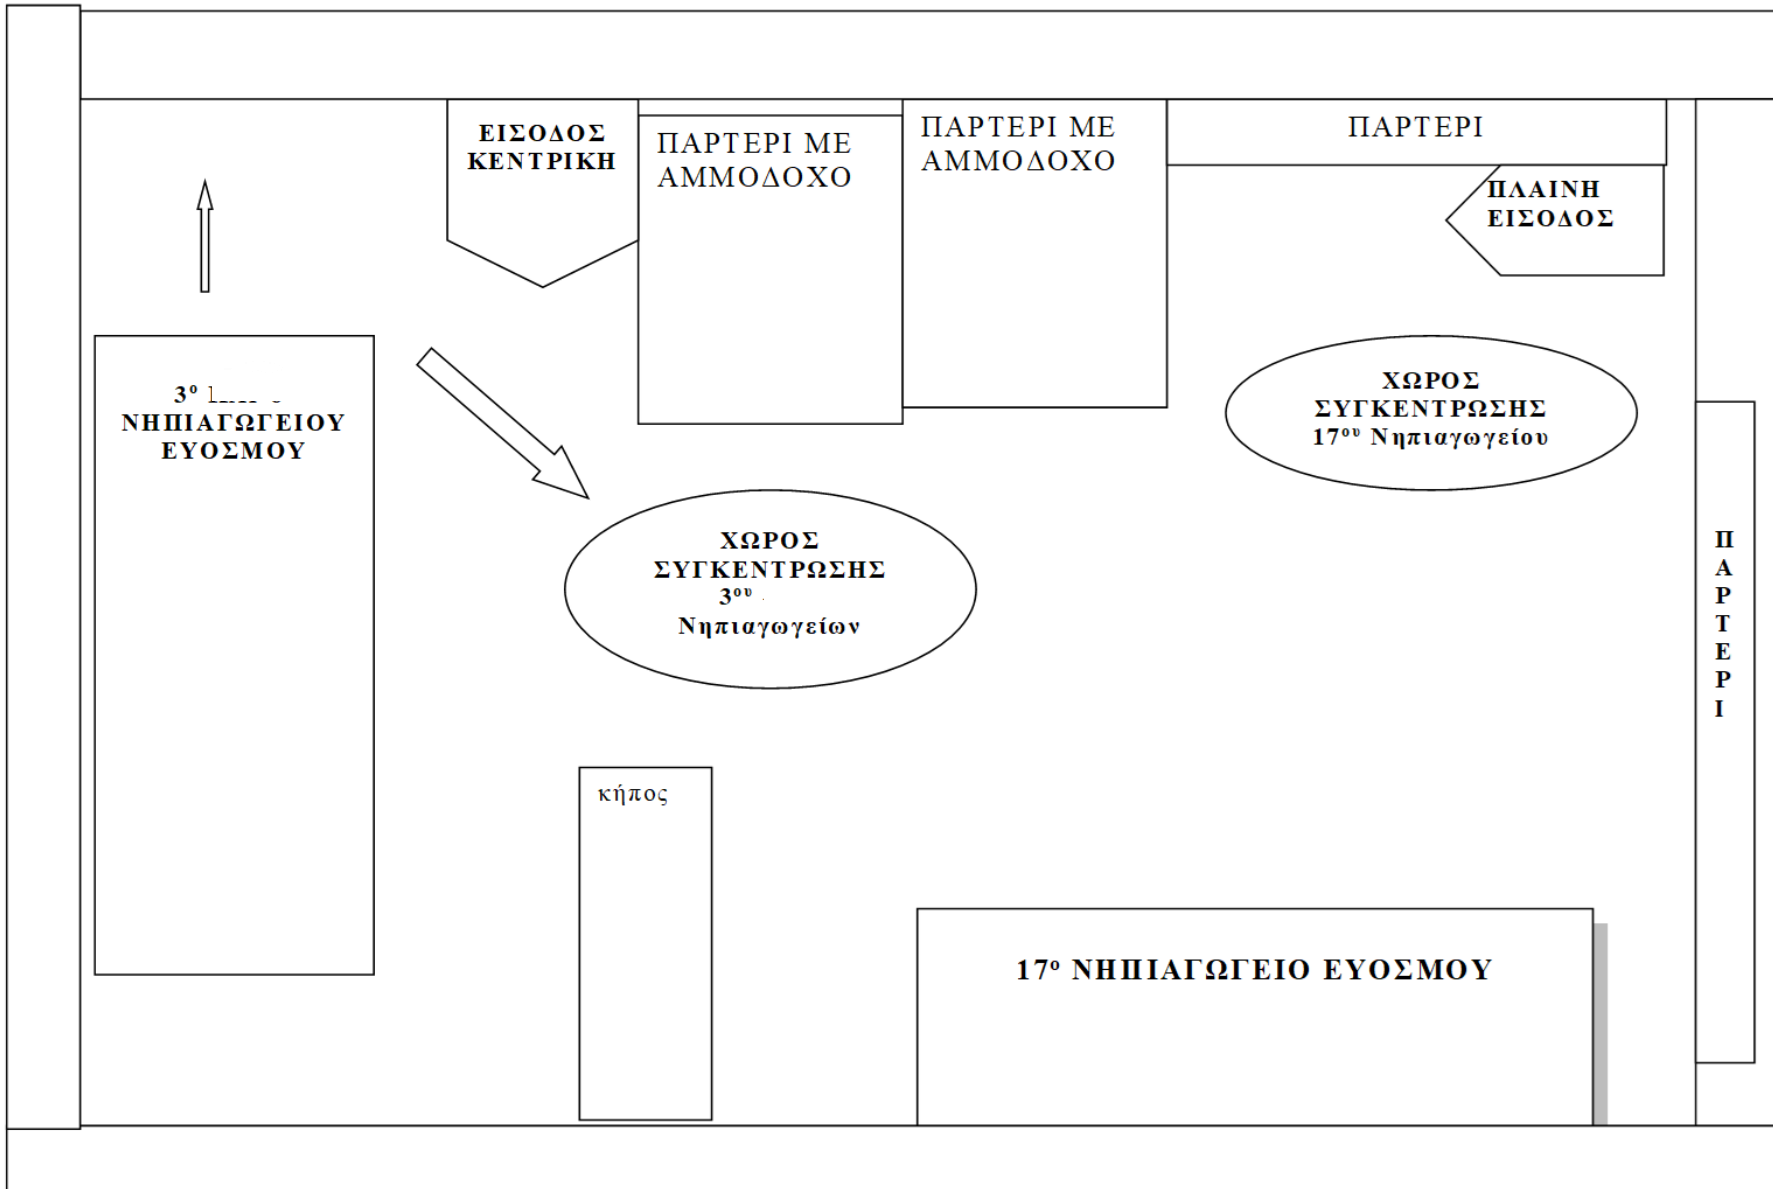 ΕΙΣΟΔΟΣ
ΚΕΝΤΡΙΚΗ
ΠΑΡΤΕΡΙ ΜΕ
ΑΜΜΟΔΟΧΟ
ΠΑΡΤΕΡΙ ΜΕ
ΑΜΜΟΔΟΧΟ
ΠΑΡΤΕΡΙ
ΠΛΑΙΝΗ
ΕΙΣΟΔΟΣ
3ο
ΝΗΠΙΑΓΩΓΕΙΟΥ
ΕΥΟΣΜΟΥ
ΧΩΡΟΣ
ΣΥΓΚΕΝΤΡΩΣΗΣ
17ου Νηπιαγωγείου
ΧΩΡΟΣ
ΣΥΓΚΕΝΤΡΩΣΗΣ
3ου
Νηπιαγωγείων
ΠΑΡΤΕΡΙ
κήπος
17ο ΝΗΠΙΑΓΩΓΕΙΟ ΕΥΟΣΜΟΥ